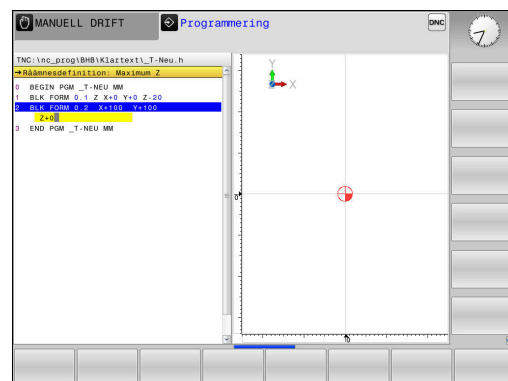 MANUELL DRIFT
Programmering
DNC
TNC:\nc_prog\BHB\Klartext\_T-Neu.h
→Råämnesdefinition: Maximum Z
0 BEGIN PGM _T-NEU MM
1 BLK FORM 0.1 Z X+0 Y+0 Z-20
2 BLK FORM 0.2 X+100 Y+100
Z+0
3 END PGM _T-NEU MM
Y
X
0
0